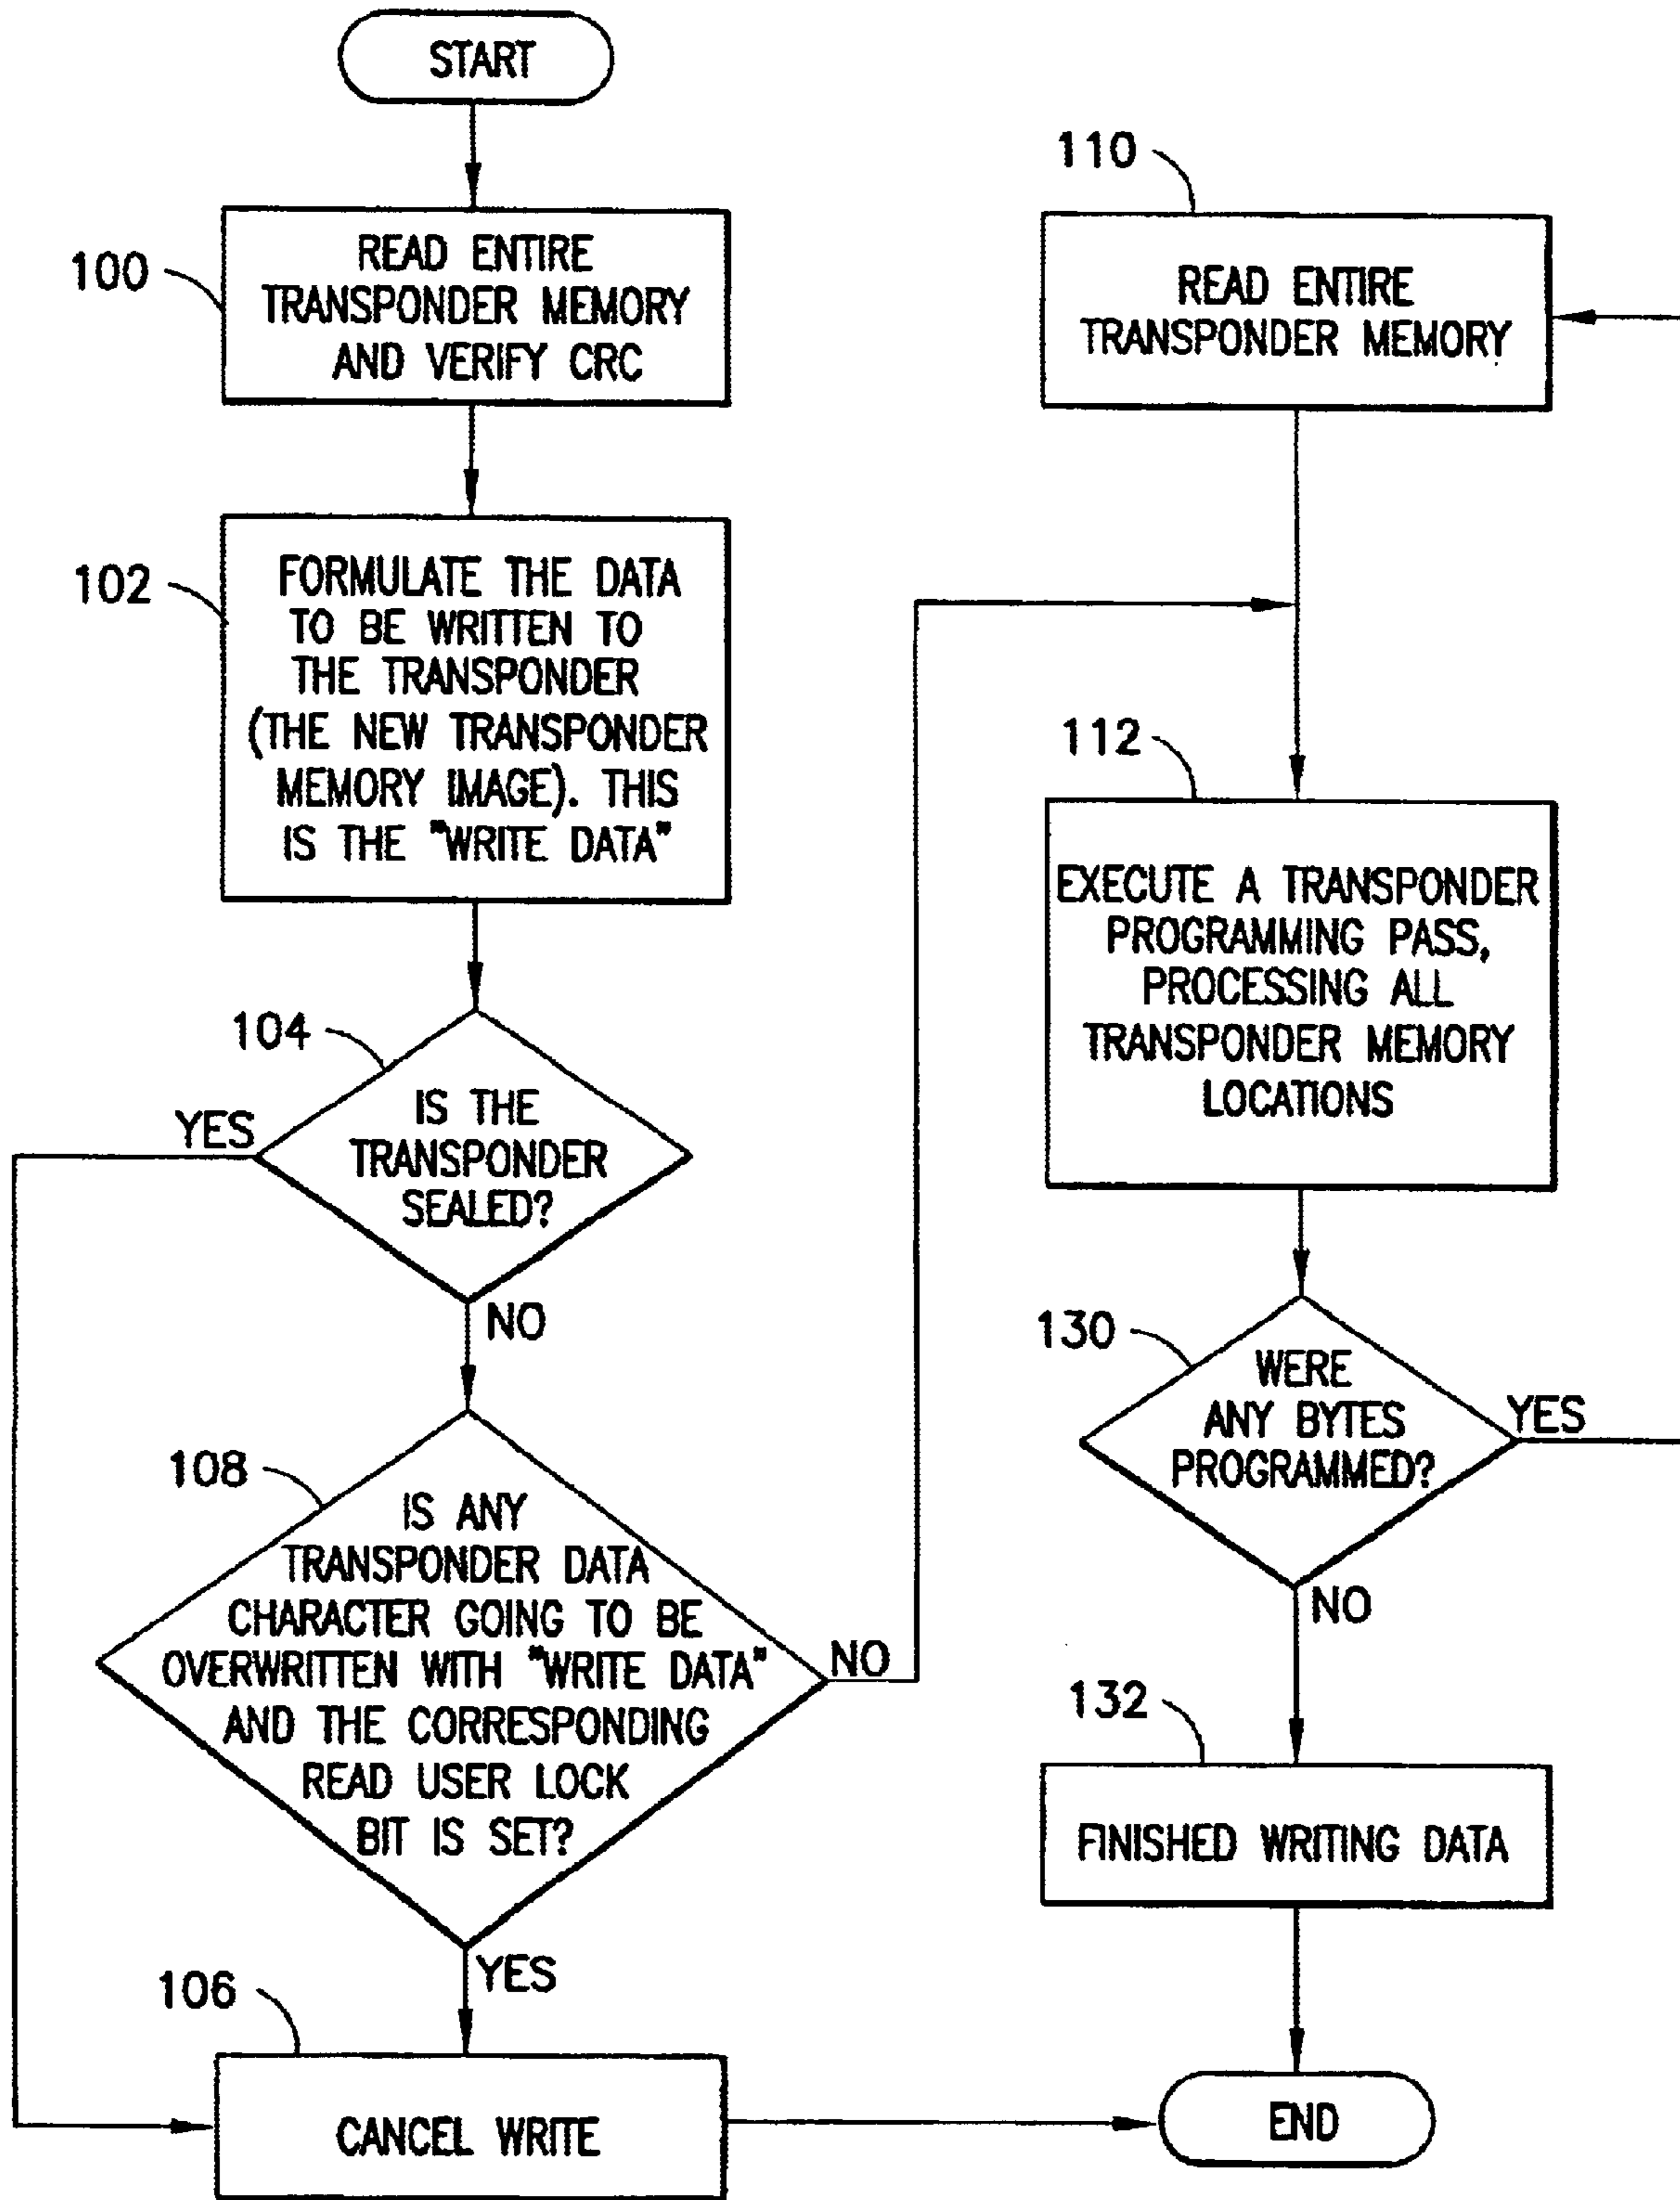 START
100
READ ENTIRE
TRANSPONDER MEMORY
AND VERIFY CRC
102
FORMULATE THE DATA
TO BE WRITTEN TO
THE TRANSPONDER
(THE NEW TRANSPONDER
MEMORY IMAGE). THIS
IS THE "WRITE DATA"
104
IS THE
TRANSPONDER
SEALED?
YES
NO
108
IS ANY
TRANSPONDER DATA
CHARACTER GOING TO BE
OVERWRITTEN WITH "WRITE DATA"
AND THE CORRESPONDING
READ USER LOCK
BIT IS SET?
NO
YES
106
CANCEL WRITE
110
READ ENTIRE
TRANSPONDER MEMORY
112
EXECUTE A TRANSPONDER
PROGRAMMING PASS,
PROCESSING ALL
TRANSPONDER MEMORY
LOCATIONS
130
WERE
ANY BYTES
PROGRAMMED?
YES
NO
132
FINISHED WRITING DATA
END